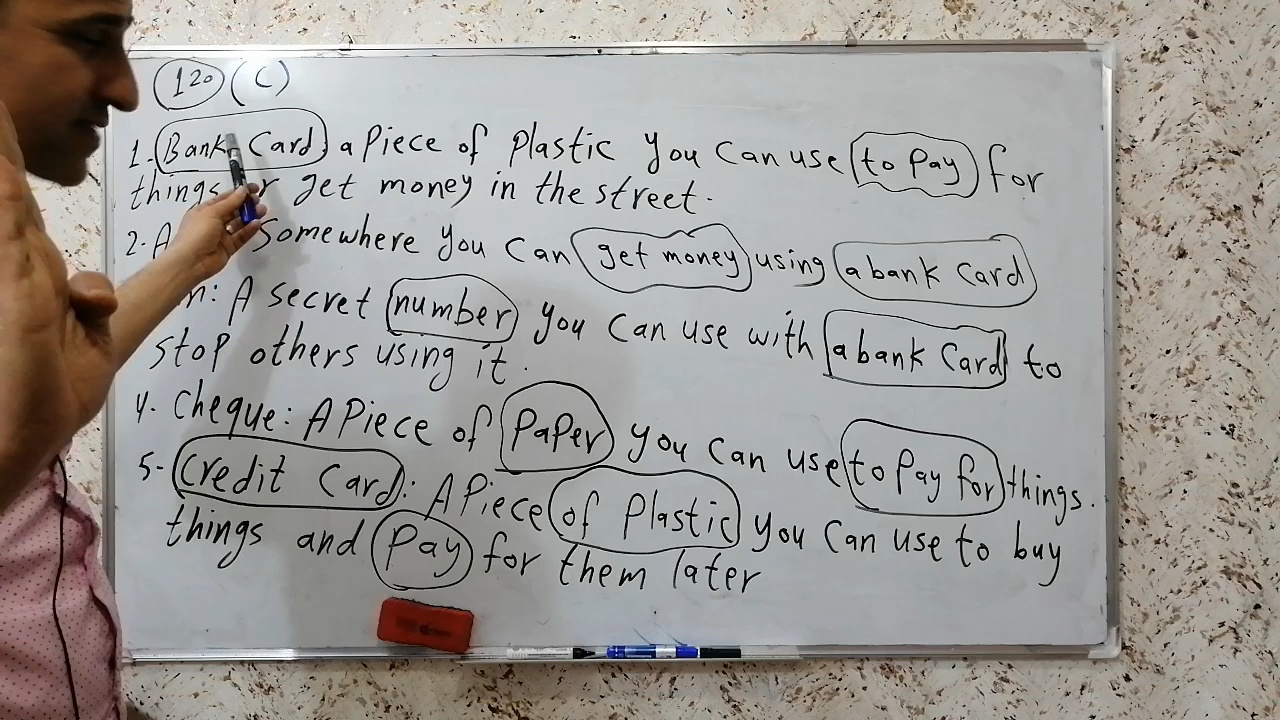 120 (C)
1. Bank Card a Piece of Plastic you Can use to Pay for
things or get money in the street.
2. A somewhere you Can get money using a bank Card
n: A secret number you Can use with a bank Card to
stop others using it.
4. Cheque: A Piece of Paper you Can use to Pay for things.
5- Credit Card: A Piece of Plastic you Can use to buy
things and Pay for them later